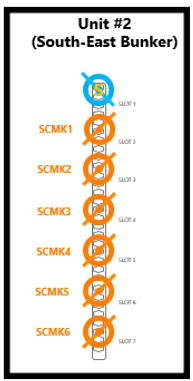 Unit #2
(South-East Bunker)
S
SLOT 1
SCMK1
SLOT 2
SCMK2
SLOT 3
SCMK3
SLOT 4
SCMK4
SLOT 5
SCMK5
SLOT 6
SCMK6
SLOT 7